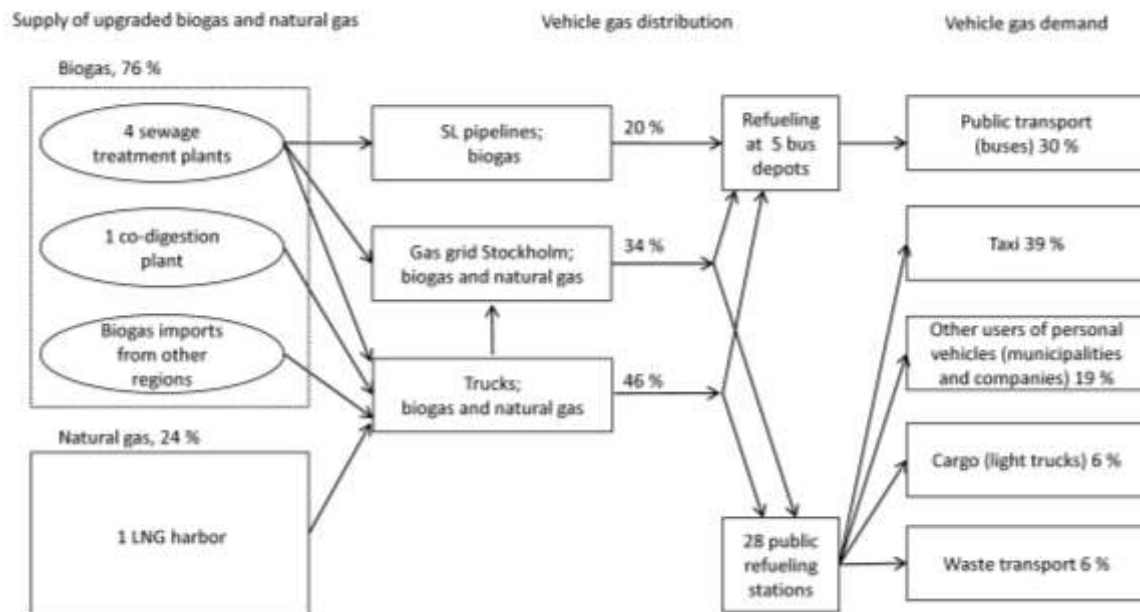 Supply of upgraded biogas and natural gas
Vehicle gas distribution
Vehicle gas demand
Biogas, 76 %
4 sewage
treatment plants
1 co-digestion
plant
Biogas imports
from other
regions
Natural gas, 24 %
1 LNG harbor
SL pipelines;
biogas
20 %
Gas grid Stockholm;
biogas and natural gas
34 %
Trucks;
biogas and natural gas
46 %
Refueling
at 5 bus
depots
28 public
refueling
stations
Public transport
(buses) 30 %
Taxi 39 %
Other users of personal
vehicles (municipalities
and companies) 19 %
Cargo (light trucks) 6 %
Waste transport 6 %